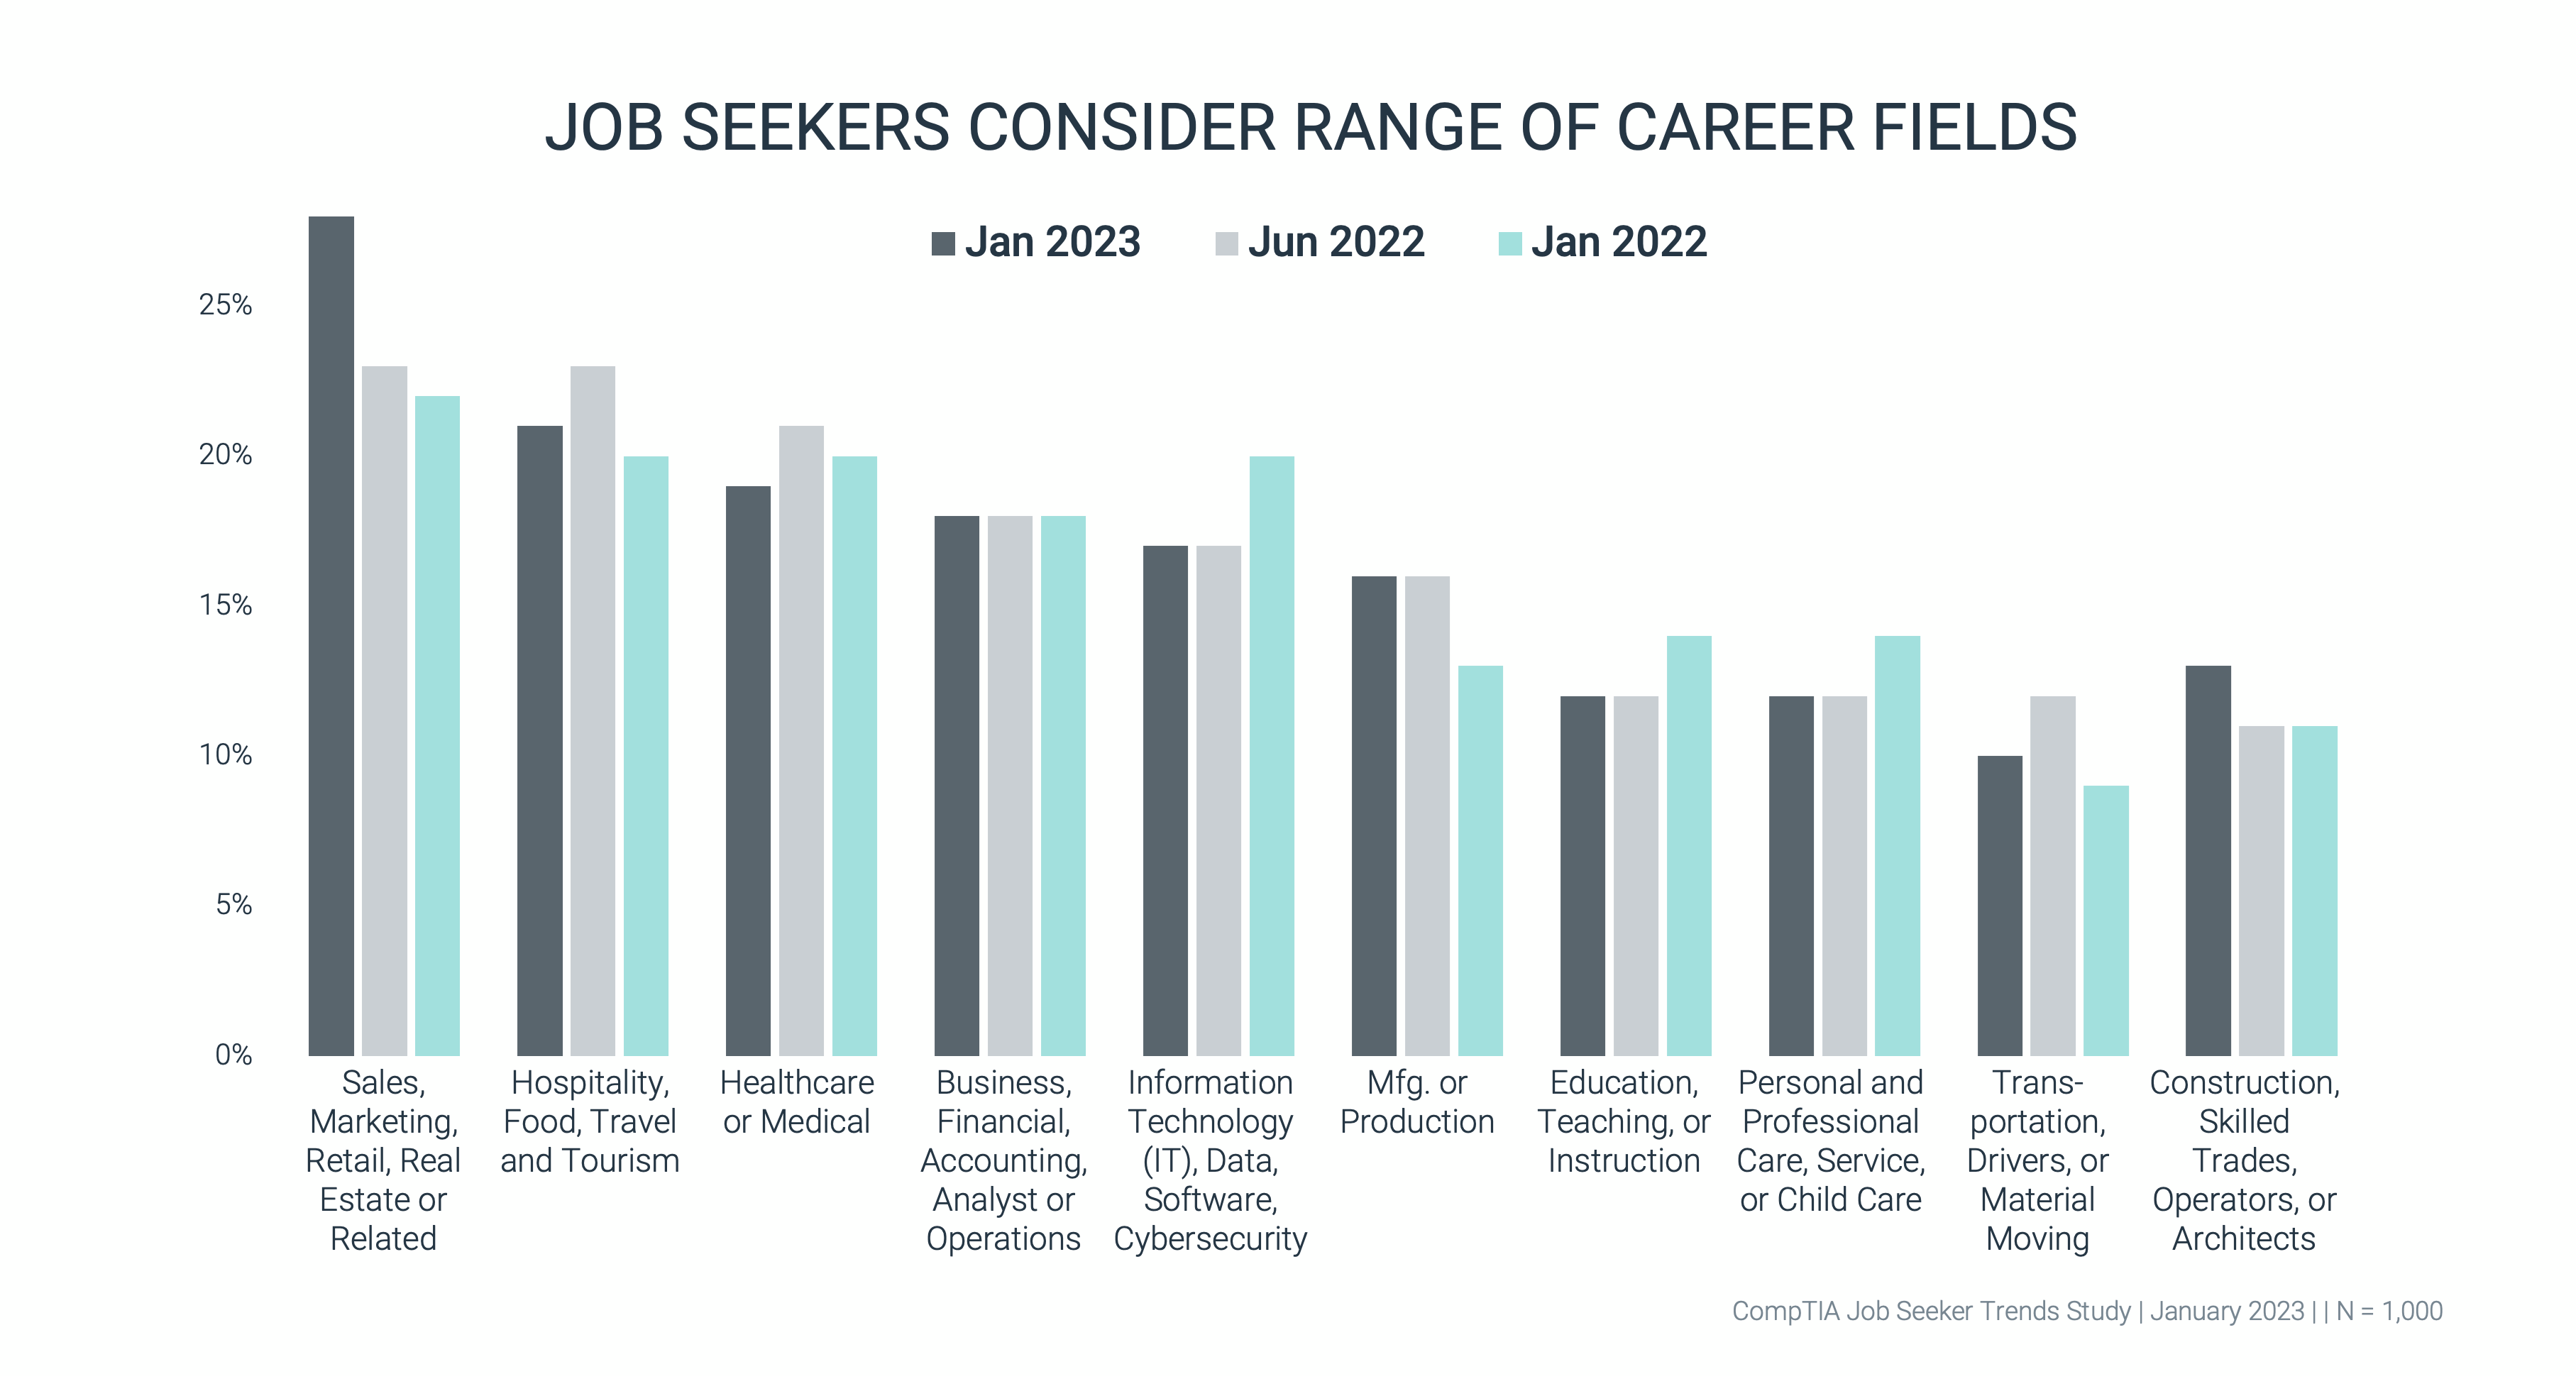 JOB SEEKERS CONSIDER RANGE OF CAREER FIELDS
Jan 2023
Jun 2022
Jan 2022
25%
20%
15%
10%
5%
0%
Sales,
Marketing,
Retail, Real
Estate or
Related
Hospitality,
Food, Travel
and Tourism
Healthcare
or Medical
Business,
Financial,
Accounting,
Analyst or
Operations
Information
Technology
(IT), Data,
Software,
Cybersecurity
Mfg. or
Production
Education,
Teaching, or
Instruction
Personal and
Professional
Care, Service,
or Child Care
Trans-
portation,
Drivers, or
Material
Moving
Construction,
Skilled
Trades,
Operators, or
Architects
CompTIA Job Seeker Trends Study | January 2023 | | N = 1,000